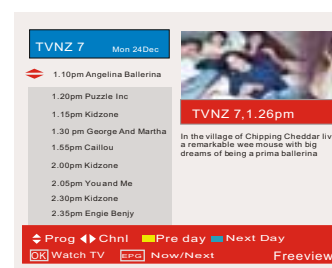 TVNZ 7 Mon 24Dec
1.10pm Angelina Ballerina
1.20pm Puzzle Inc
1.15pm Kidzone
1.30 pm George And Martha
1.55pm Caillou
2.00pm Kidzone
2.05pm You and Me
2.30pm Kidzone
2.35pm Engie Benjy
TVNZ 7,1.26pm
In the village of Chipping Cheddar liv
a remarkable wee mouse with big
dreams of being a prima ballerina
Prog Chnl Pre day Next Day
OK Watch TV EPG Now/Next Freeview